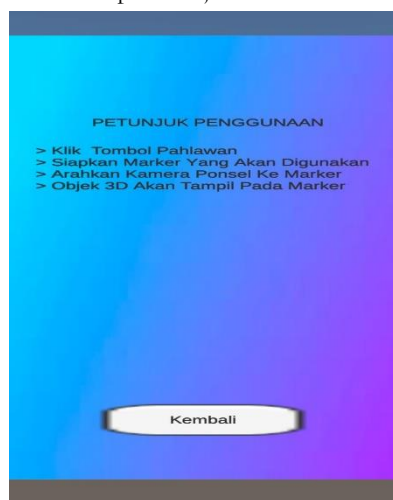 PETUNJUK PENGGUNAAN
> Klik Tombol Pahlawan
> Siapkan Marker Yang Akan Digunakan
> Arahkan Kamera Ponsel Ke Marker
> Objek 3D Akan Tampil Pada Marker
Kembali